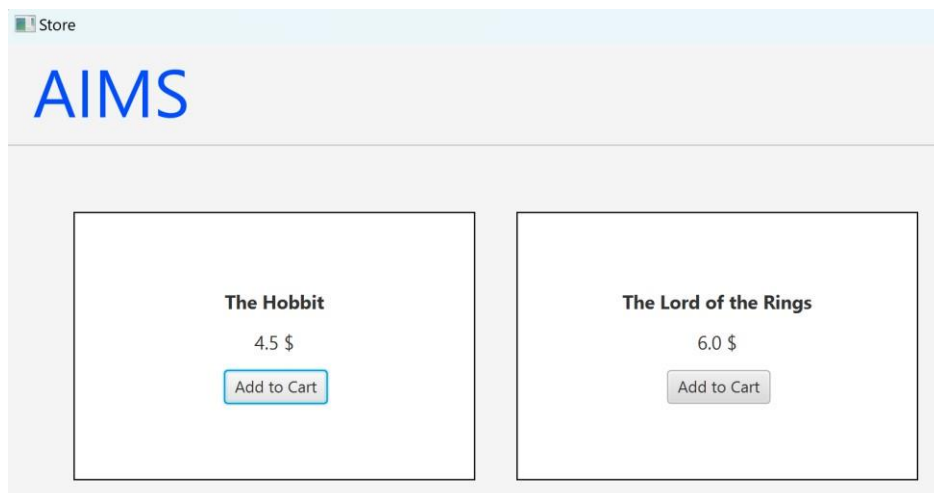 Store
AIMS
The Hobbit
4.5 $
Add to Cart
The Lord of the Rings
6.0 $
Add to Cart